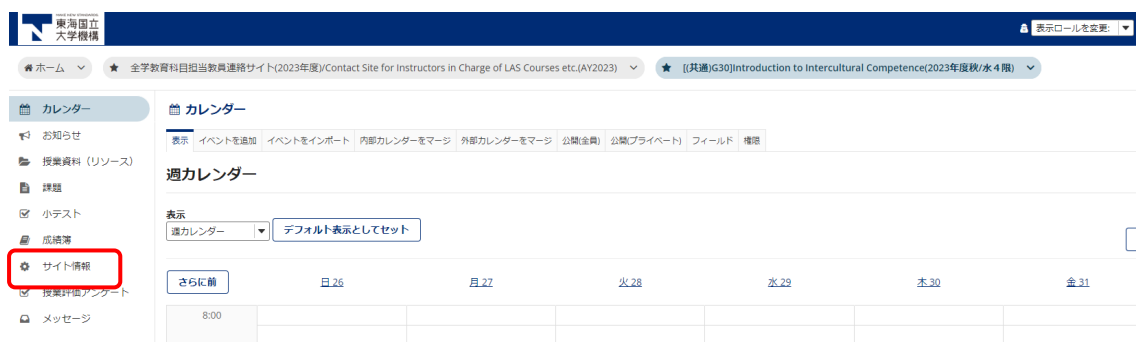 東海国立
大学機構
表示ロールを変更:
ホーム
全学教育科目担当教員連絡サイト(2023年度)/Contact Site for Instructors in Charge of LAS Courses etc.(AY2023)
[(共通)G30]Introduction to Intercultural Competence(2023年度秋/水４限)
カレンダー
お知らせ
授業資料（リソース）
課題
小テスト
成績簿
サイト情報
授業評価アンケート
メッセージ
カレンダー
表示 イベントを追加 イベントをインポート 内部カレンダーをマージ 外部カレンダーをマージ 公開(全員) 公開(プライベート) フィールド 権限
週カレンダー
表示
週カレンダー デフォルト表示としてセット
さらに前 日 26 月 27 火 28 水 29 木 30 金 31
8:00